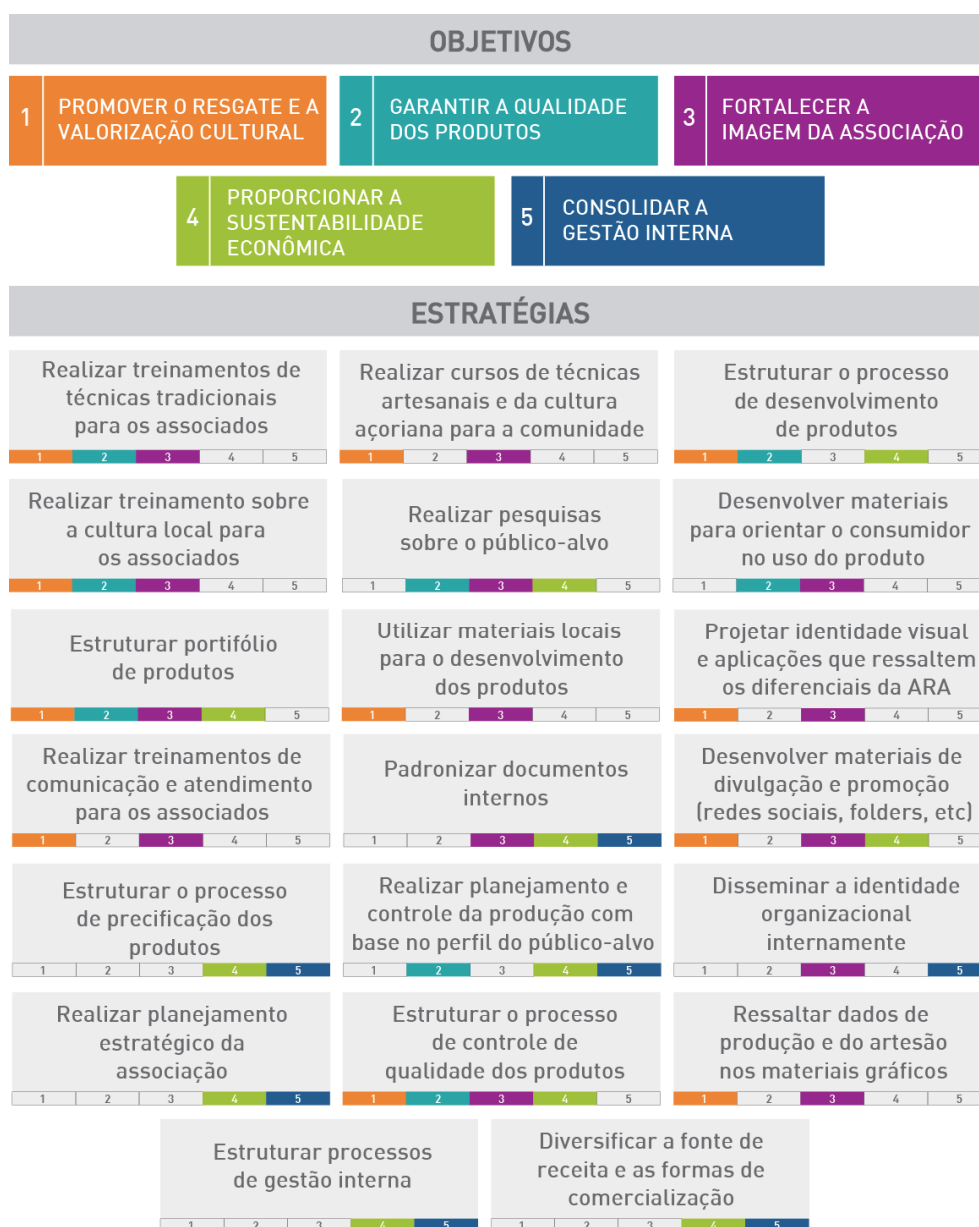 OBJETIVOS
1 PROMOVER O RESGATE E A
VALORIZAÇÃO CULTURAL
2 GARANTIR A QUALIDADE
DOS PRODUTOS
3 FORTALECER A
IMAGEM DA ASSOCIAÇÃO
4 PROPORCIONAR A
SUSTENTABILIDADE
ECONÔMICA
5 CONSOLIDAR A
GESTÃO INTERNA
ESTRATÉGIAS
Realizar treinamentos de
técnicas tradicionais
para os associados
1 2 3 4 5
Realizar cursos de técnicas
artesanais e da cultura
açoriana para a comunidade
1 2 3 4 5
Estruturar o processo
de desenvolvimento
de produtos
1 2 3 4 5
Realizar treinamento sobre
a cultura local para
os associados
1 2 3 4 5
Realizar pesquisas
sobre o público-alvo
1 2 3 4 5
Desenvolver materiais
para orientar o consumidor
no uso do produto
1 2 3 4 5
Estruturar portifólio
de produtos
1 2 3 4 5
Utilizar materiais locais
para o desenvolvimento
dos produtos
1 2 3 4 5
Projetar identidade visual
e aplicações que ressaltem
os diferenciais da ARA
1 2 3 4 5
Realizar treinamentos de
comunicação e atendimento
para os associados
1 2 3 4 5
Padronizar documentos
internos
1 2 3 4 5
Desenvolver materiais de
divulgação e promoção
(redes sociais, folders, etc)
1 2 3 4 5
Estruturar o processo
de precificação dos
produtos
1 2 3 4 5
Realizar planejamento e
controle da produção com
base no perfil do público-alvo
1 2 3 4 5
Disseminar a identidade
organizacional
internamente
1 2 3 4 5
Realizar planejamento
estratégico da
associação
1 2 3 4 5
Estruturar o processo
de controle de
qualidade dos produtos
1 2 3 4 5
Ressaltar dados de
produção e do artesão
nos materiais gráficos
1 2 3 4 5
Estruturar processos
de gestão interna
1 2 3 4 5
Diversificar a fonte de
receita e as formas de
comercialização
1 2 3 4 5